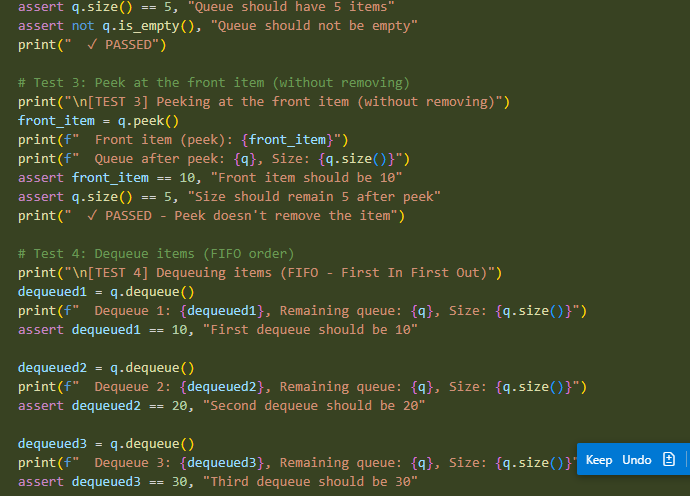 assert q.size() == 5, "Queue should have 5 items"
assert not q.is_empty(), "Queue should not be empty"
print("  ✓ PASSED")

# Test 3: Peek at the front item (without removing)
print("\n[TEST 3] Peeking at the front item (without removing)")
front_item = q.peek()
print(f"  Front item (peek): {front_item}")
print(f"  Queue after peek: {q}, Size: {q.size()}")
assert front_item == 10, "Front item should be 10"
assert q.size() == 5, "Size should remain 5 after peek"
print("  ✓ PASSED - Peek doesn't remove the item")

# Test 4: Dequeue items (FIFO order)
print("\n[TEST 4] Dequeuing items (FIFO - First In First Out)")
dequeued1 = q.dequeue()
print(f"  Dequeue 1: {dequeued1}, Remaining queue: {q}, Size: {q.size()}")
assert dequeued1 == 10, "First dequeue should be 10"

dequeued2 = q.dequeue()
print(f"  Dequeue 2: {dequeued2}, Remaining queue: {q}, Size: {q.size()}")
assert dequeued2 == 20, "Second dequeue should be 20"

dequeued3 = q.dequeue()
print(f"  Dequeue 3: {dequeued3}, Remaining queue: {q}, Size: {q.size()}"
assert dequeued3 == 30, "Third dequeue should be 30"
Keep Undo